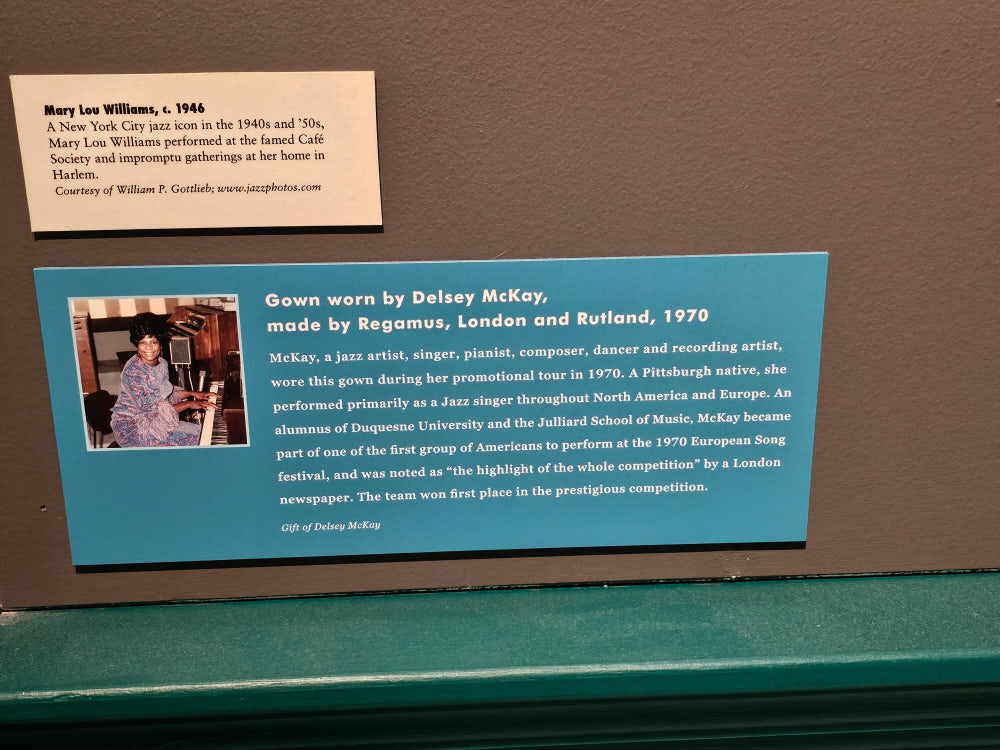 Mary Lou Williams, c. 1946
A New York City jazz icon in the 1940s and '50s,
Mary Lou Williams performed at the famed Café
Society and impromptu gatherings at her home in
Harlem.
Courtesy of William P. Gottlieb; www.jazzphotos.com
Gown worn by Delsey McKay,
made by Regamus, London and Rutland, 1970
McKay, a jazz artist, singer, pianist, composer, dancer and recording artist,
wore this gown during her promotional tour in 1970. A Pittsburgh native, she
performed primarily as a Jazz singer throughout North America and Europe. An
alumnus of Duquesne University and the Julliard School of Music, McKay became
part of one of the first group of Americans to perform at the 1970 European Song
festival, and was noted as “the highlight of the whole competition” by a London
newspaper. The team won first place in the prestigious competition.
Gift of Delsey McKay